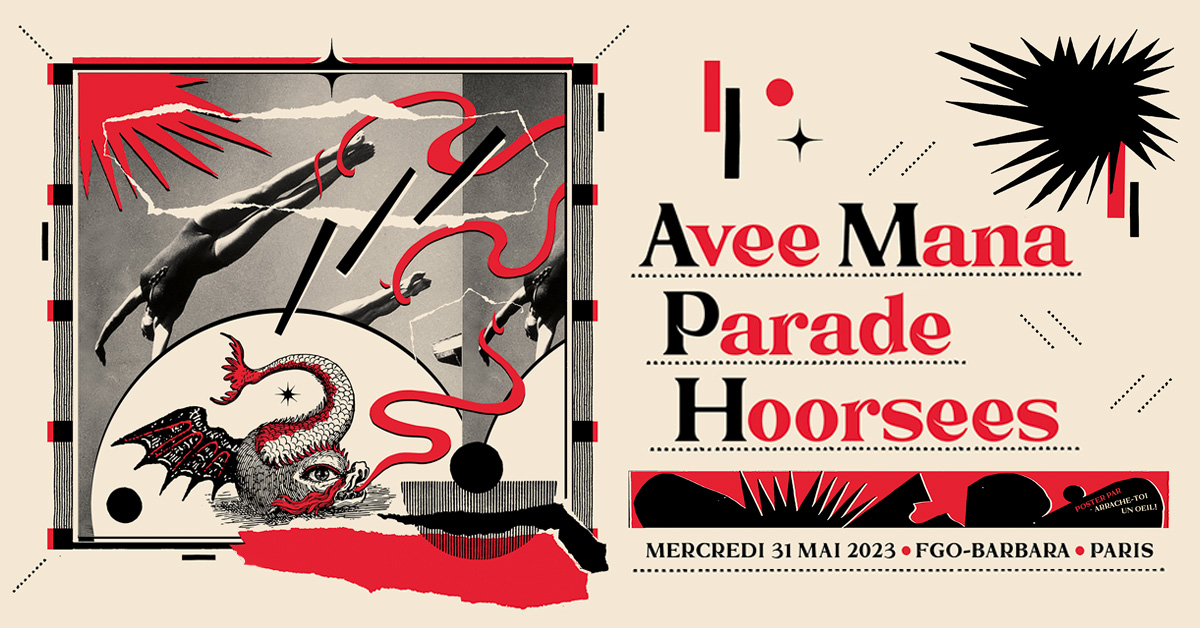 Avee Mana
Parade
Hoorsees
POSTER PAR
ARRACHE-TOI
UN OEIL!
MERCREDI 31 MAI 2023 • FGO-BARBARA • PARIS